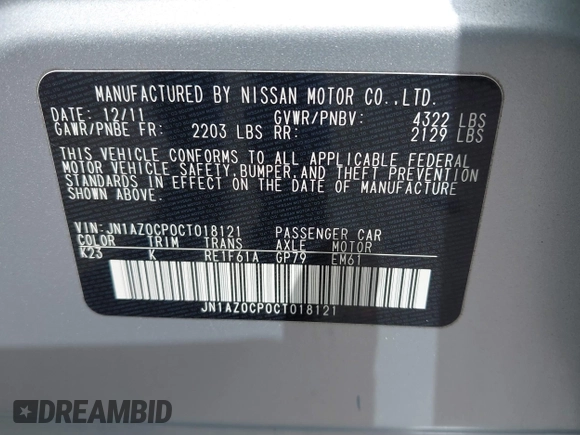 MANUFACTURED BY NISSAN MOTOR CO.,LTD.
DATE: 12/11 GVWR/PNBV: 4322 LBS
GAWR/PNBE FR: 2203 LBS RR: 2129 LBS
THIS VEHICLE CONFORMS TO ALL APPLICABLE FEDERAL
MOTOR VEHICLE SAFETY,BUMPER,AND THEFT PREVENTION
STANDARDS IN EFFECT ON THE DATE OF MANUFACTURE
SHOWN ABOVE.
VIN:JN1AZ0CP0CT018121 PASSENGER CAR
COLOR TRIM TRANS AXLE MOTOR
K23 K RE1F61A GP79 EM61
JN1AZ0CP0CT018121
DREAMBID